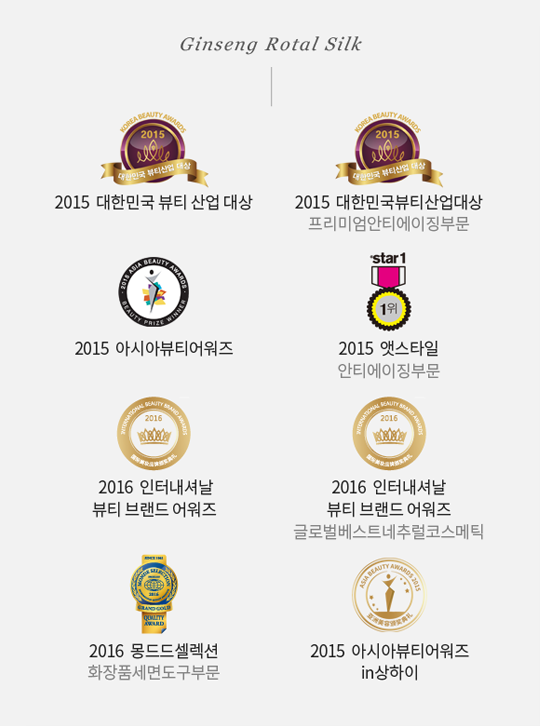 Ginseng Rotal Silk
KOREA BEAUTY AWARDS
2015
대한민국 뷰티산업 대상
2015 대한민국 뷰티 산업 대상
KOREA BEAUTY AWARDS
2015
대한민국 뷰티산업 대상
2015 대한민국뷰티산업대상
프리미엄안티에이징부문
2015 ASIA BEAUTY AWARDS
BEAUTY PRIZE WINNER
2015 아시아뷰티어워즈
star1
1위
2015 앳스타일
안티에이징부문
INTERNATIONAL BEAUTY BRAND AWARDS
2016
2016 인터내셔날
뷰티 브랜드 어워즈
INTERNATIONAL BEAUTY BRAND AWARDS
2016
2016 인터내셔날
뷰티 브랜드 어워즈
글로벌베스트네추럴코스메틱
MONDE SELECTION
2016
GRAND GOLD
QUALITY
AWARD
2016 몽드드셀렉션
화장품세면도구부문
ASIA BEAUTY AWARDS 2015
2015 아시아뷰티어워즈
in상하이